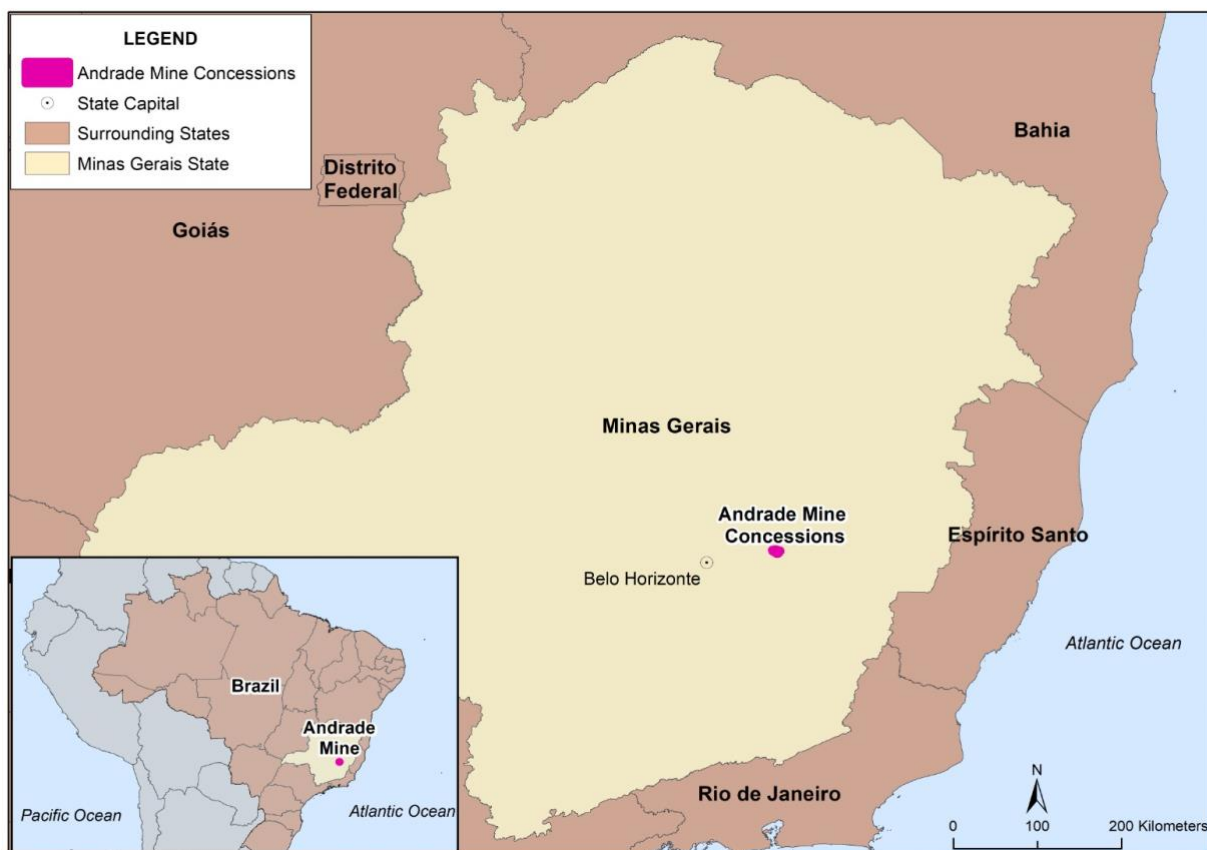 LEGEND
Andrade Mine Concessions
State Capital
Surrounding States
Minas Gerais State
Bahia
Distrito
Federal
Goiás
Minas Gerais
Andrade Mine
Concessions
Espírito Santo
Belo Horizonte
Atlantic Ocean
Brazil
Andrade
Mine
Pacific Ocean
Atlantic Ocean
Rio de Janeiro
N
0 100 200 Kilometers